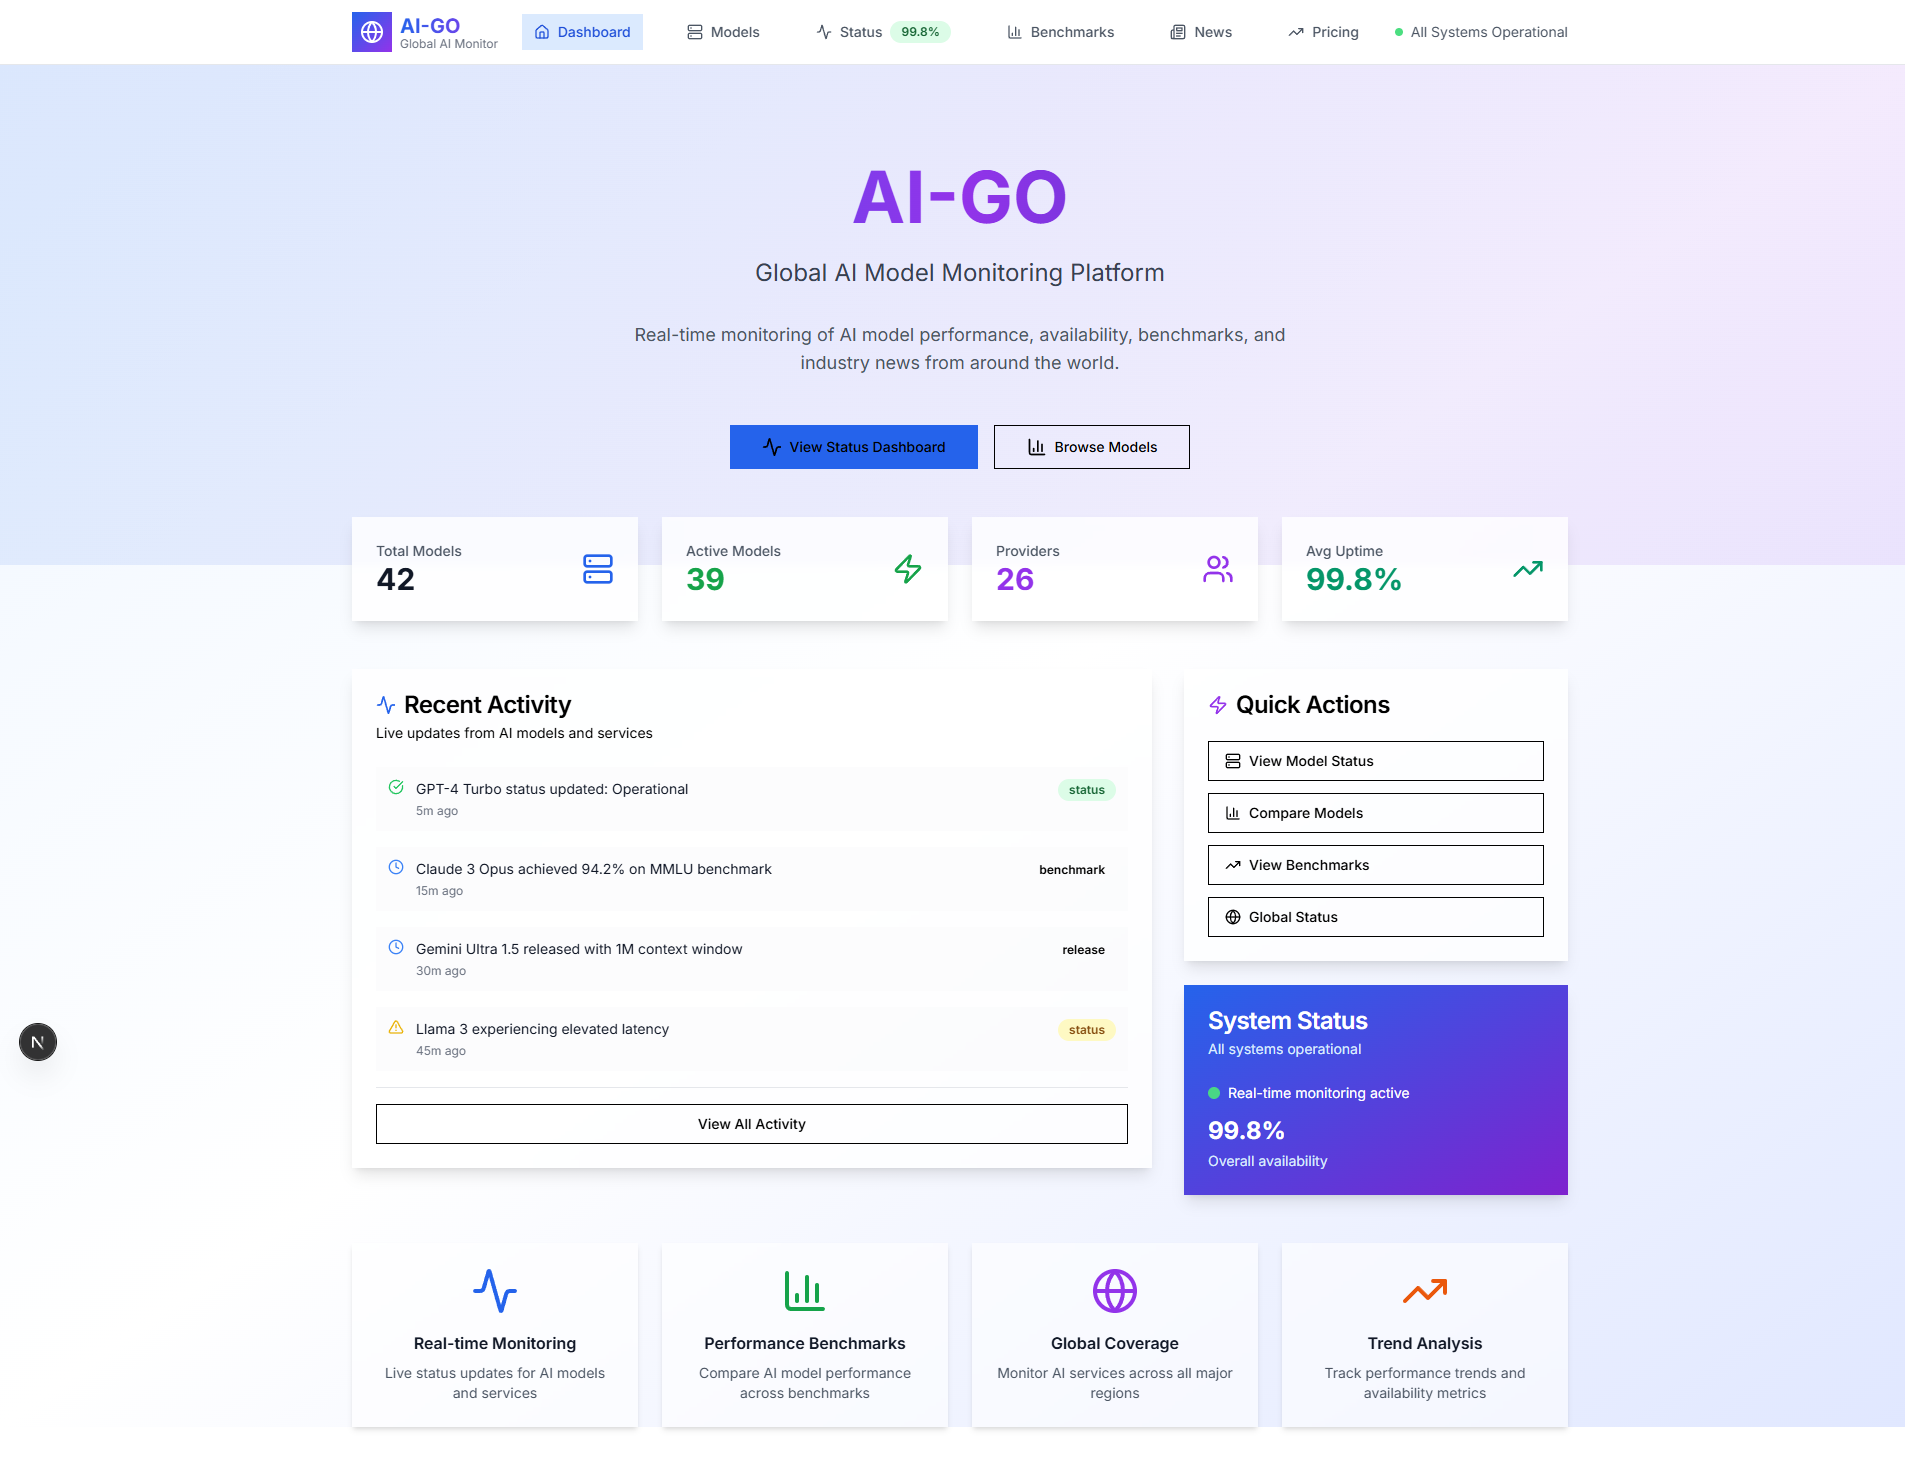 AI-GO
Global AI Monitor
Dashboard
Models
Status 99.8%
Benchmarks
News
Pricing
All Systems Operational
AI-GO
Global AI Model Monitoring Platform
Real-time monitoring of AI model performance, availability, benchmarks, and
industry news from around the world.
View Status Dashboard
Browse Models
Total Models
42
Active Models
39
Providers
26
Avg Uptime
99.8%
Recent Activity
Live updates from AI models and services
GPT-4 Turbo status updated: Operational
5m ago
status
Claude 3 Opus achieved 94.2% on MMLU benchmark
15m ago
benchmark
Gemini Ultra 1.5 released with 1M context window
30m ago
release
Llama 3 experiencing elevated latency
45m ago
status
View All Activity
Quick Actions
View Model Status
Compare Models
View Benchmarks
Global Status
System Status
All systems operational
Real-time monitoring active
99.8%
Overall availability
N
Real-time Monitoring
Live status updates for AI models
and services
Performance Benchmarks
Compare AI model performance
across benchmarks
Global Coverage
Monitor AI services across all major
regions
Trend Analysis
Track performance trends and
availability metrics